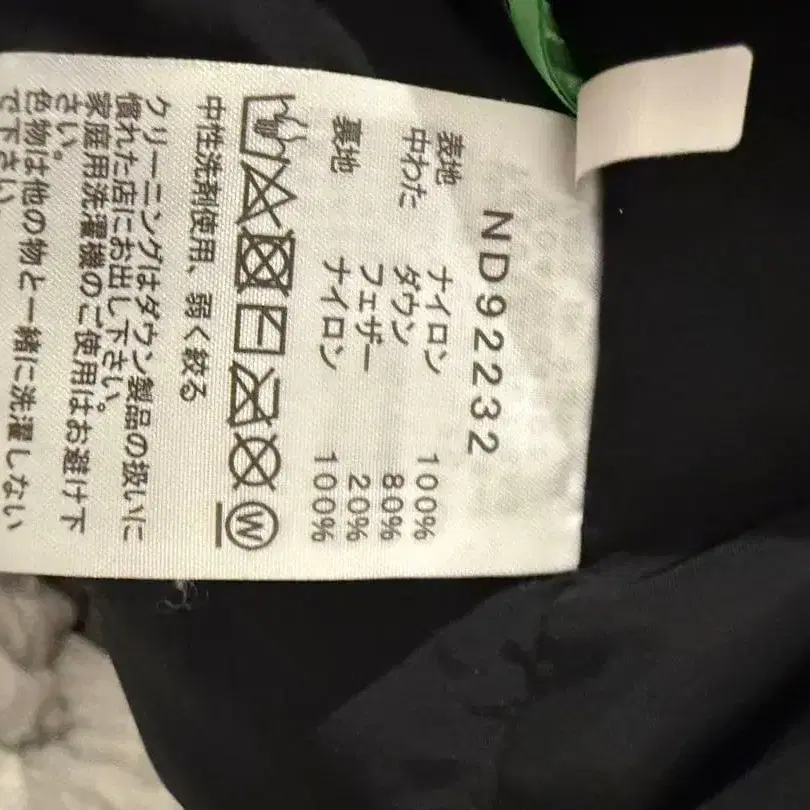 ND92232
表地 ナイロン 100%
中わた ダウン 80%
フェザー 20%
裏地 ナイロン 100%
W
中性洗剤使用、弱く絞る
クリーニングはダウン製品の扱いに
慣れた店にお出し下さい。
家庭用洗濯機のご使用はお避け下
さい。
色物は他の物と一緒に洗濯しない
で下さい。